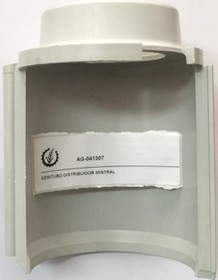 AG-041307
SEMITUBO DISTRIBUIDOR MISTRAL